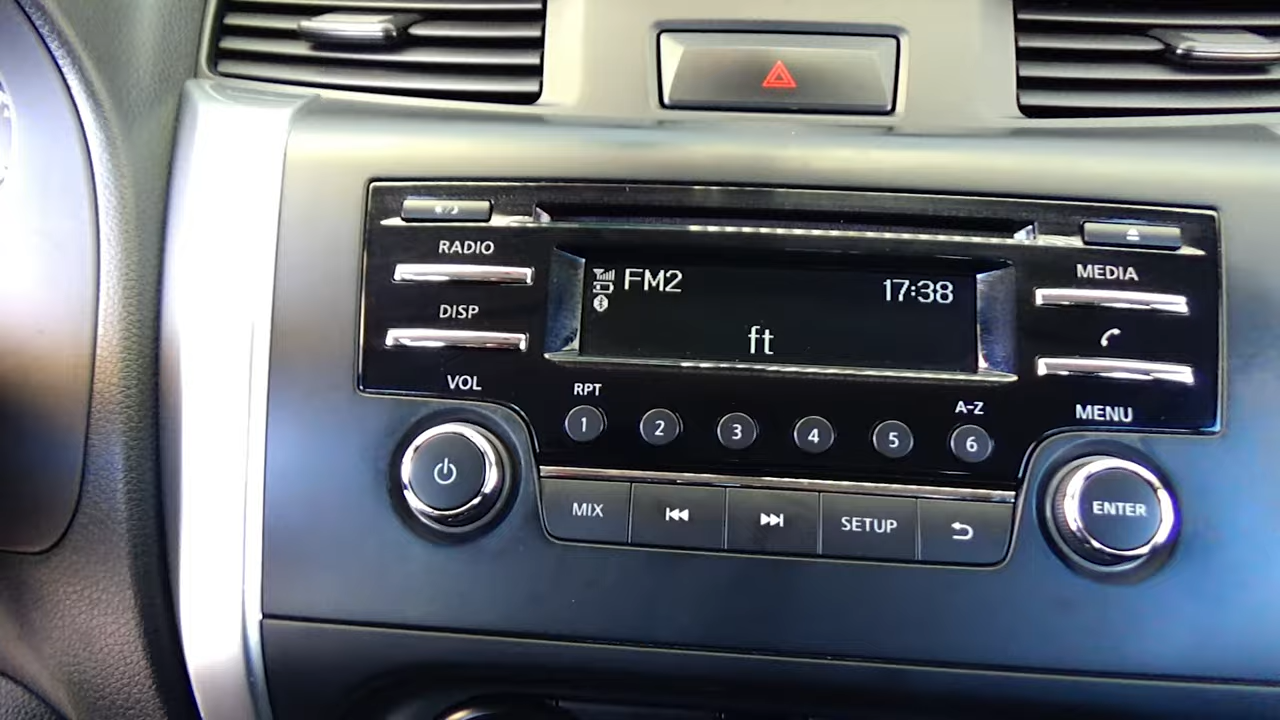 RADIO
MEDIA
FM2 17:38
DISP
ft
VOL
RPT
A-Z
MENU
1 2 3 4 5 6
ENTER
MIX
SETUP